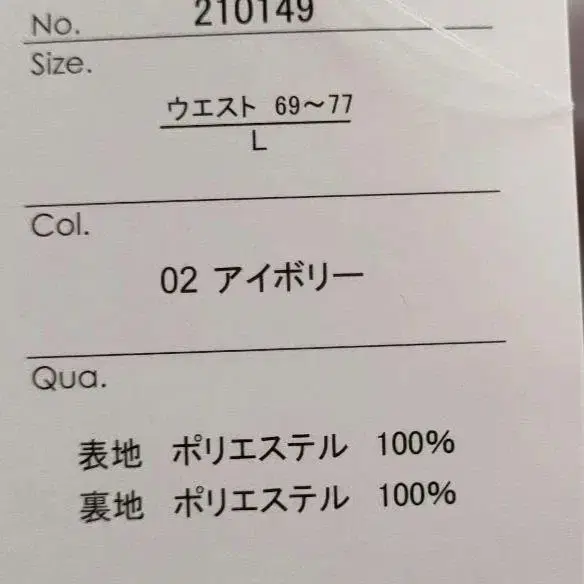 No. 210149
Size.
ウエスト 69〜77
L
Col.
02 アイボリー
Qua.
表地 ポリエステル 100%
裏地 ポリエステル 100%